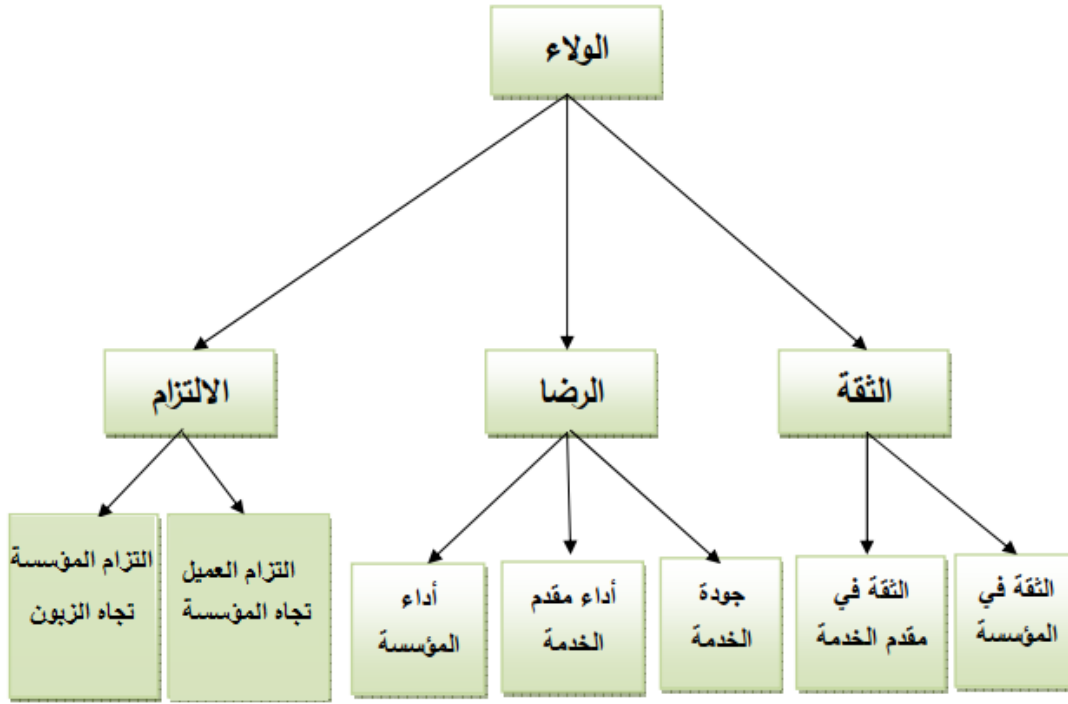 الولاء
الثقة
الرضا
الالتزام
الثقة في
المؤسسة
الثقة في
مقدم الخدمة
جودة
الخدمة
أداء مقدم
الخدمة
أداء
المؤسسة
التزام العميل
تجاه المؤسسة
التزام المؤسسة
تجاه الزبون